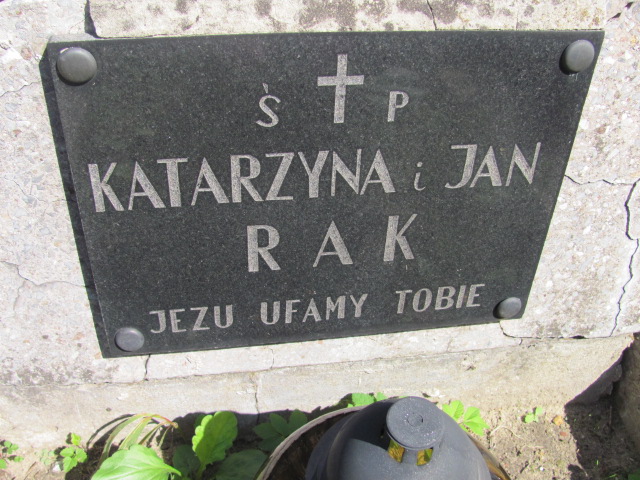 Ś P
KATARZYNA i JAN
RAK
JEZU UFAMY TOBIE